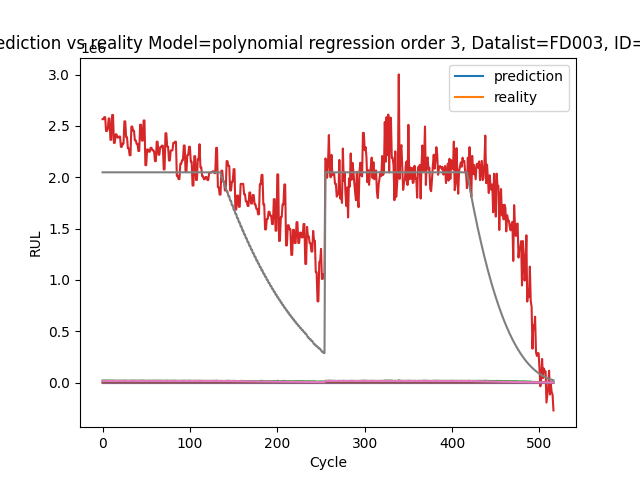 ediction vs reality Model=polynomial regression order 3, Datalist=FD003, ID=
1e6
prediction
reality
3.0
2.5
2.0
1.5
1.0
0.5
0.0
RUL
0 100 200 300 400 500
Cycle